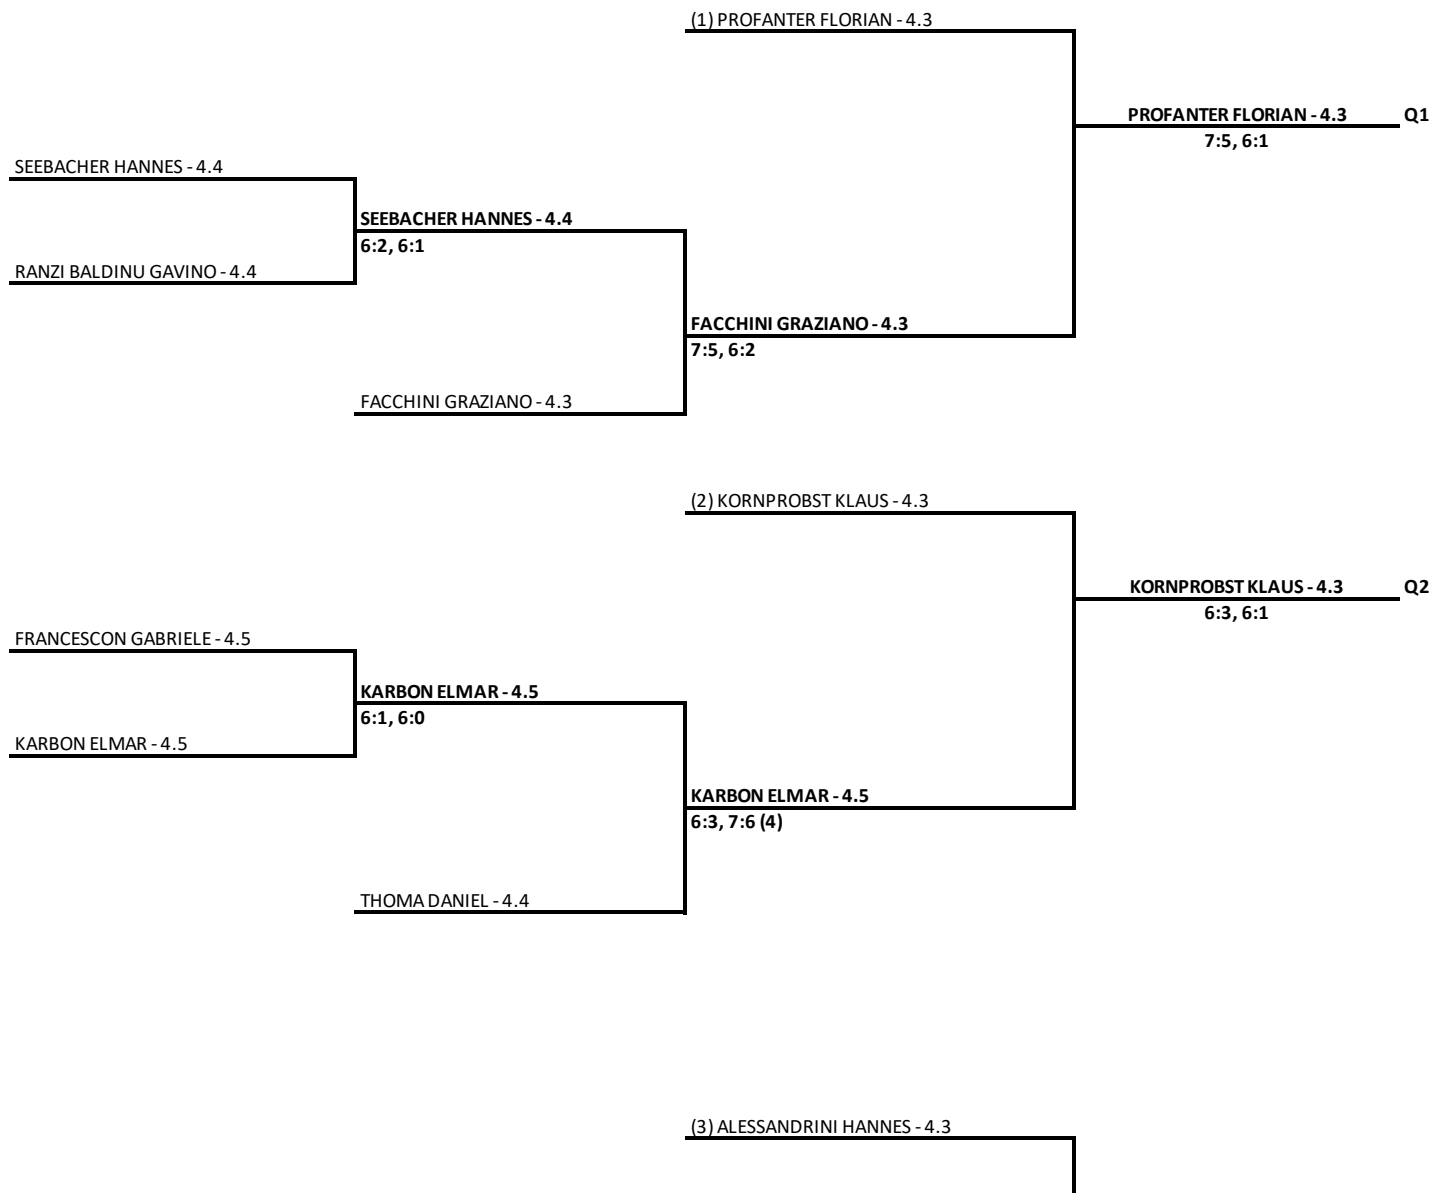 (1) PROFANTER FLORIAN - 4.3
PROFANTER FLORIAN - 4.3 Q1
7:5, 6:1
SEEBACHER HANNES - 4.4
SEEBACHER HANNES - 4.4
6:2, 6:1
RANZI BALDINU GAVINO - 4.4
FACCHINI GRAZIANO - 4.3
7:5, 6:2
FACCHINI GRAZIANO - 4.3
(2) KORNPROBST KLAUS - 4.3
KORNPROBST KLAUS - 4.3 Q2
6:3, 6:1
FRANCESCON GABRIELE - 4.5
KARBON ELMAR - 4.5
6:1, 6:0
KARBON ELMAR - 4.5
KARBON ELMAR - 4.5
6:3, 7:6 (4)
THOMA DANIEL - 4.4
(3) ALESSANDRINI HANNES - 4.3